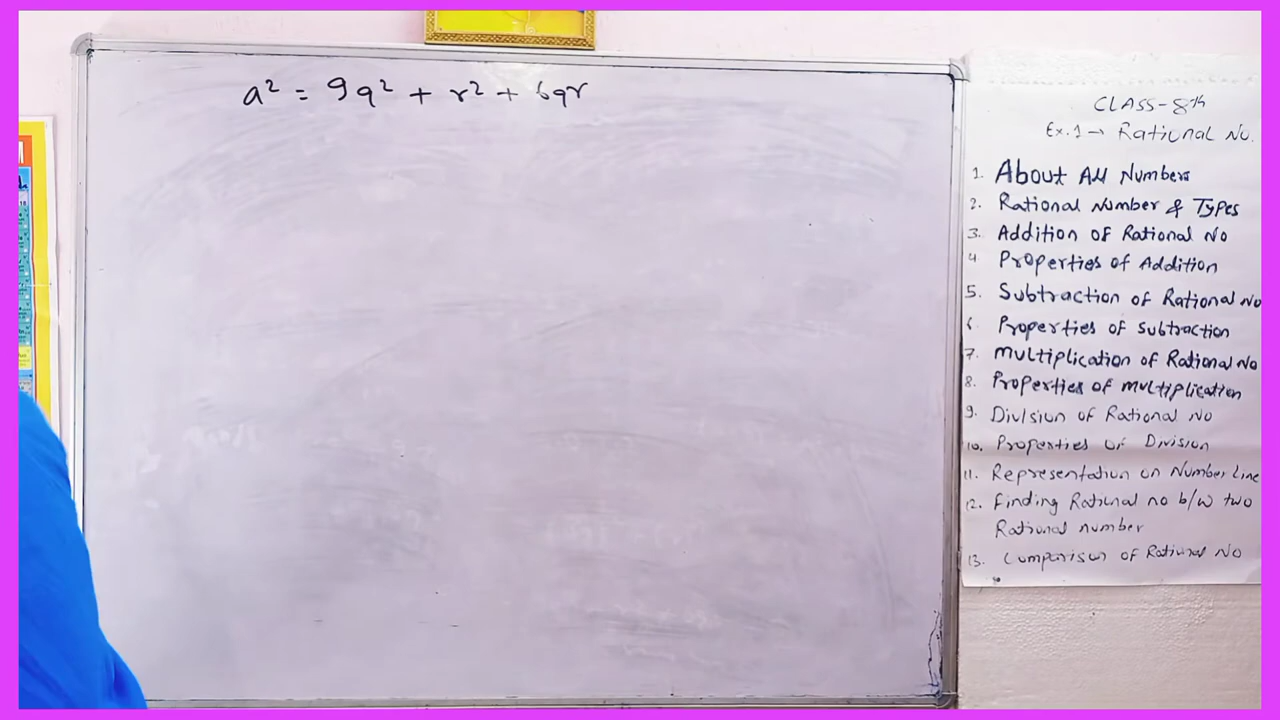 a² = 9q² + r² + 6qr
CLASS-8th
Ex.1 → Rational No.
1. About All Numbers
2. Rational Number & Types
3. Addition of Rational No
4. Properties of Addition
5. Subtraction of Rational No
6 Properties of Subtraction
7. Multiplication of Rational No
8. Properties of multiplication
9. Division of Rational No
10. Properties of Division
11. Representation on Number Line
12. Finding Rational no b/w two
Rational number
13. Comparison of Rational No